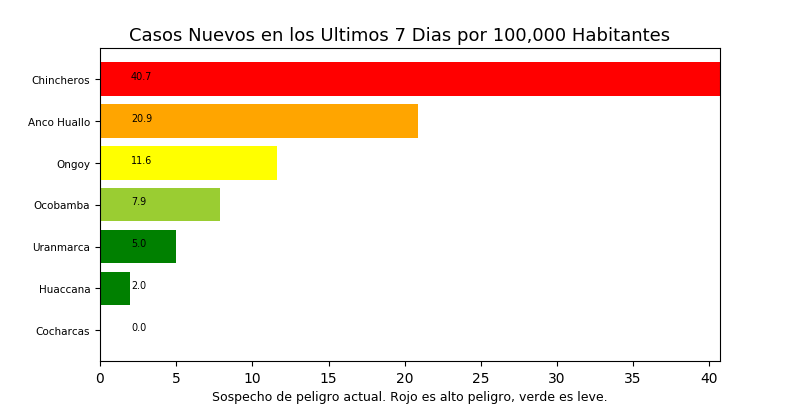 Casos Nuevos en los Ultimos 7 Dias por 100,000 Habitantes
Chincheros 40.7
Anco Huallo 20.9
Ongoy 11.6
Ocobamba 7.9
Uranmarca 5.0
Huaccana 2.0
Cocharcas 0.0
0 5 10 15 20 25 30 35 40
Sospecho de peligro actual. Rojo es alto peligro, verde es leve.